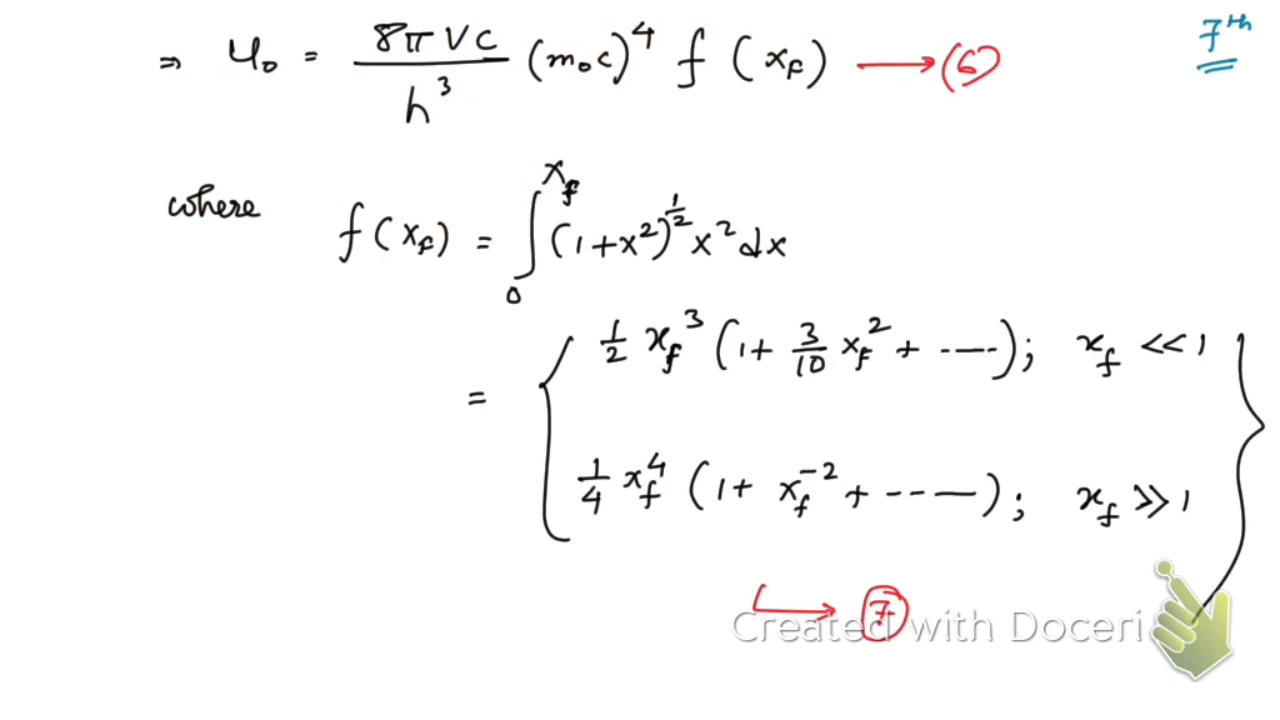 7th
⇒ U₀ = 8πVC/h³ (m₀c)⁴ f(x_F) ⟶ (6)
where f(x_F) = ∫₀^{x_f} (1+x²)^{1/2} x² dx
= { 1/2 x_f³ (1 + 3/10 x_F² + -----); x_f << 1
1/4 x_f⁴ (1 + x_f⁻² + -----); x_f >> 1 }
↳ (7)
Created with Doceri